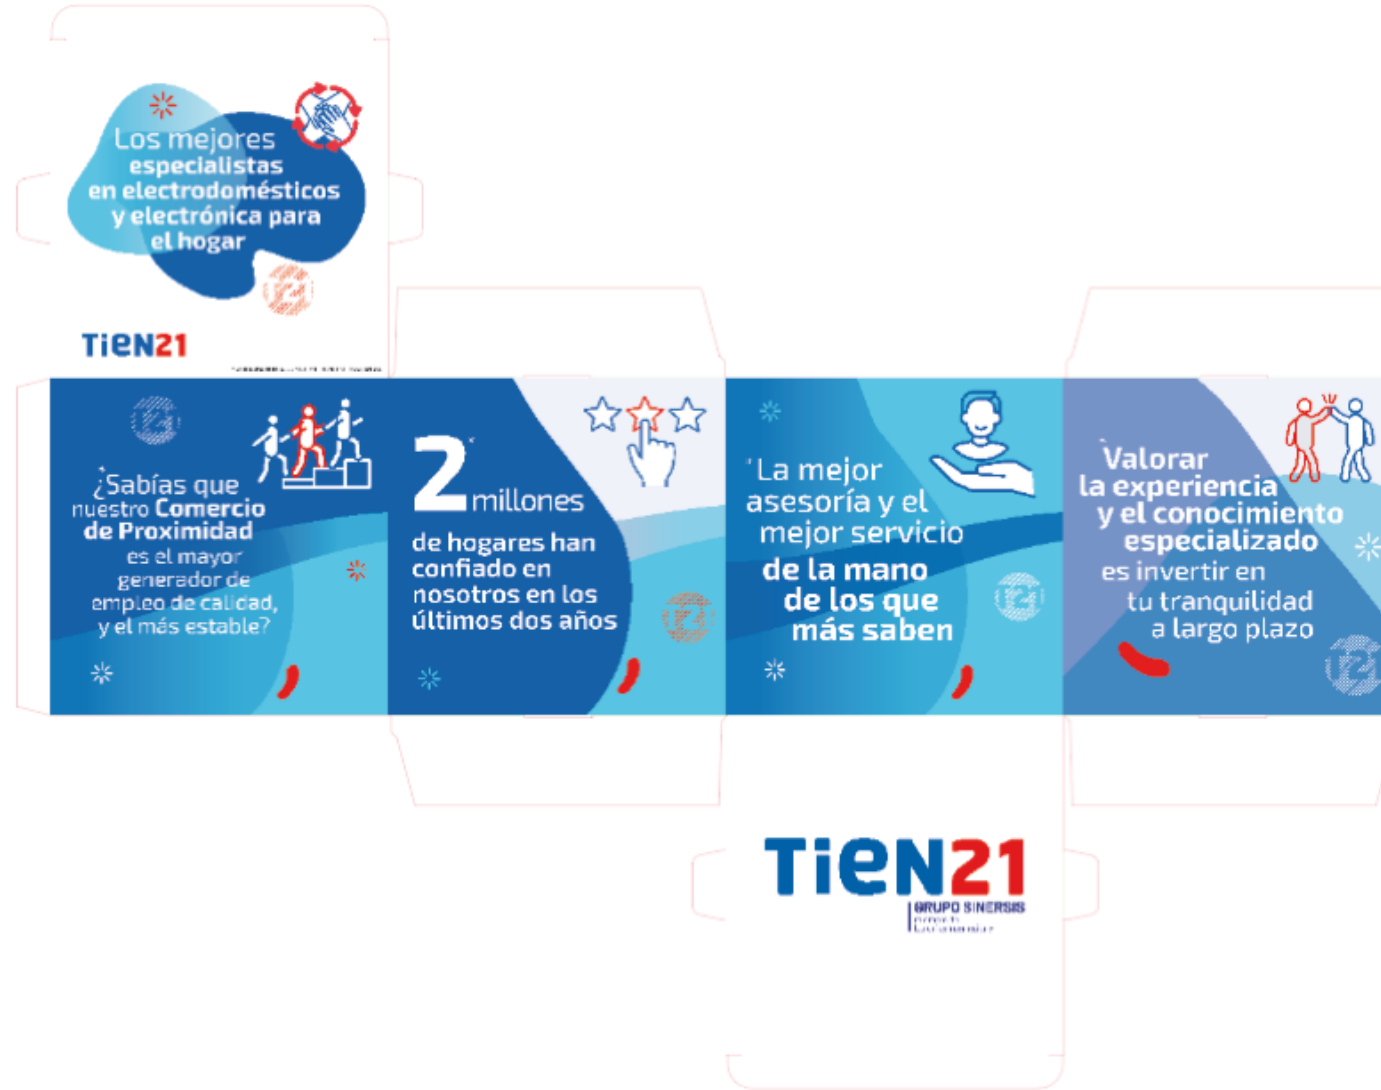 Los mejores
especialistas
en electrodomésticos
y electrónica para
el hogar
TiEN21
*¿Sabías que
nuestro Comercio
de Proximidad
es el mayor
generador de
empleo de calidad,
y el más estable?
2*
millones
de hogares han
confiado en
nosotros en los
últimos dos años
*La mejor
asesoría y el
mejor servicio
de la mano
de los que
más saben
*Valorar
la experiencia
y el conocimiento
especializado
es invertir en
tu tranquilidad
a largo plazo
TiEN21
GRUPO SINERSIS